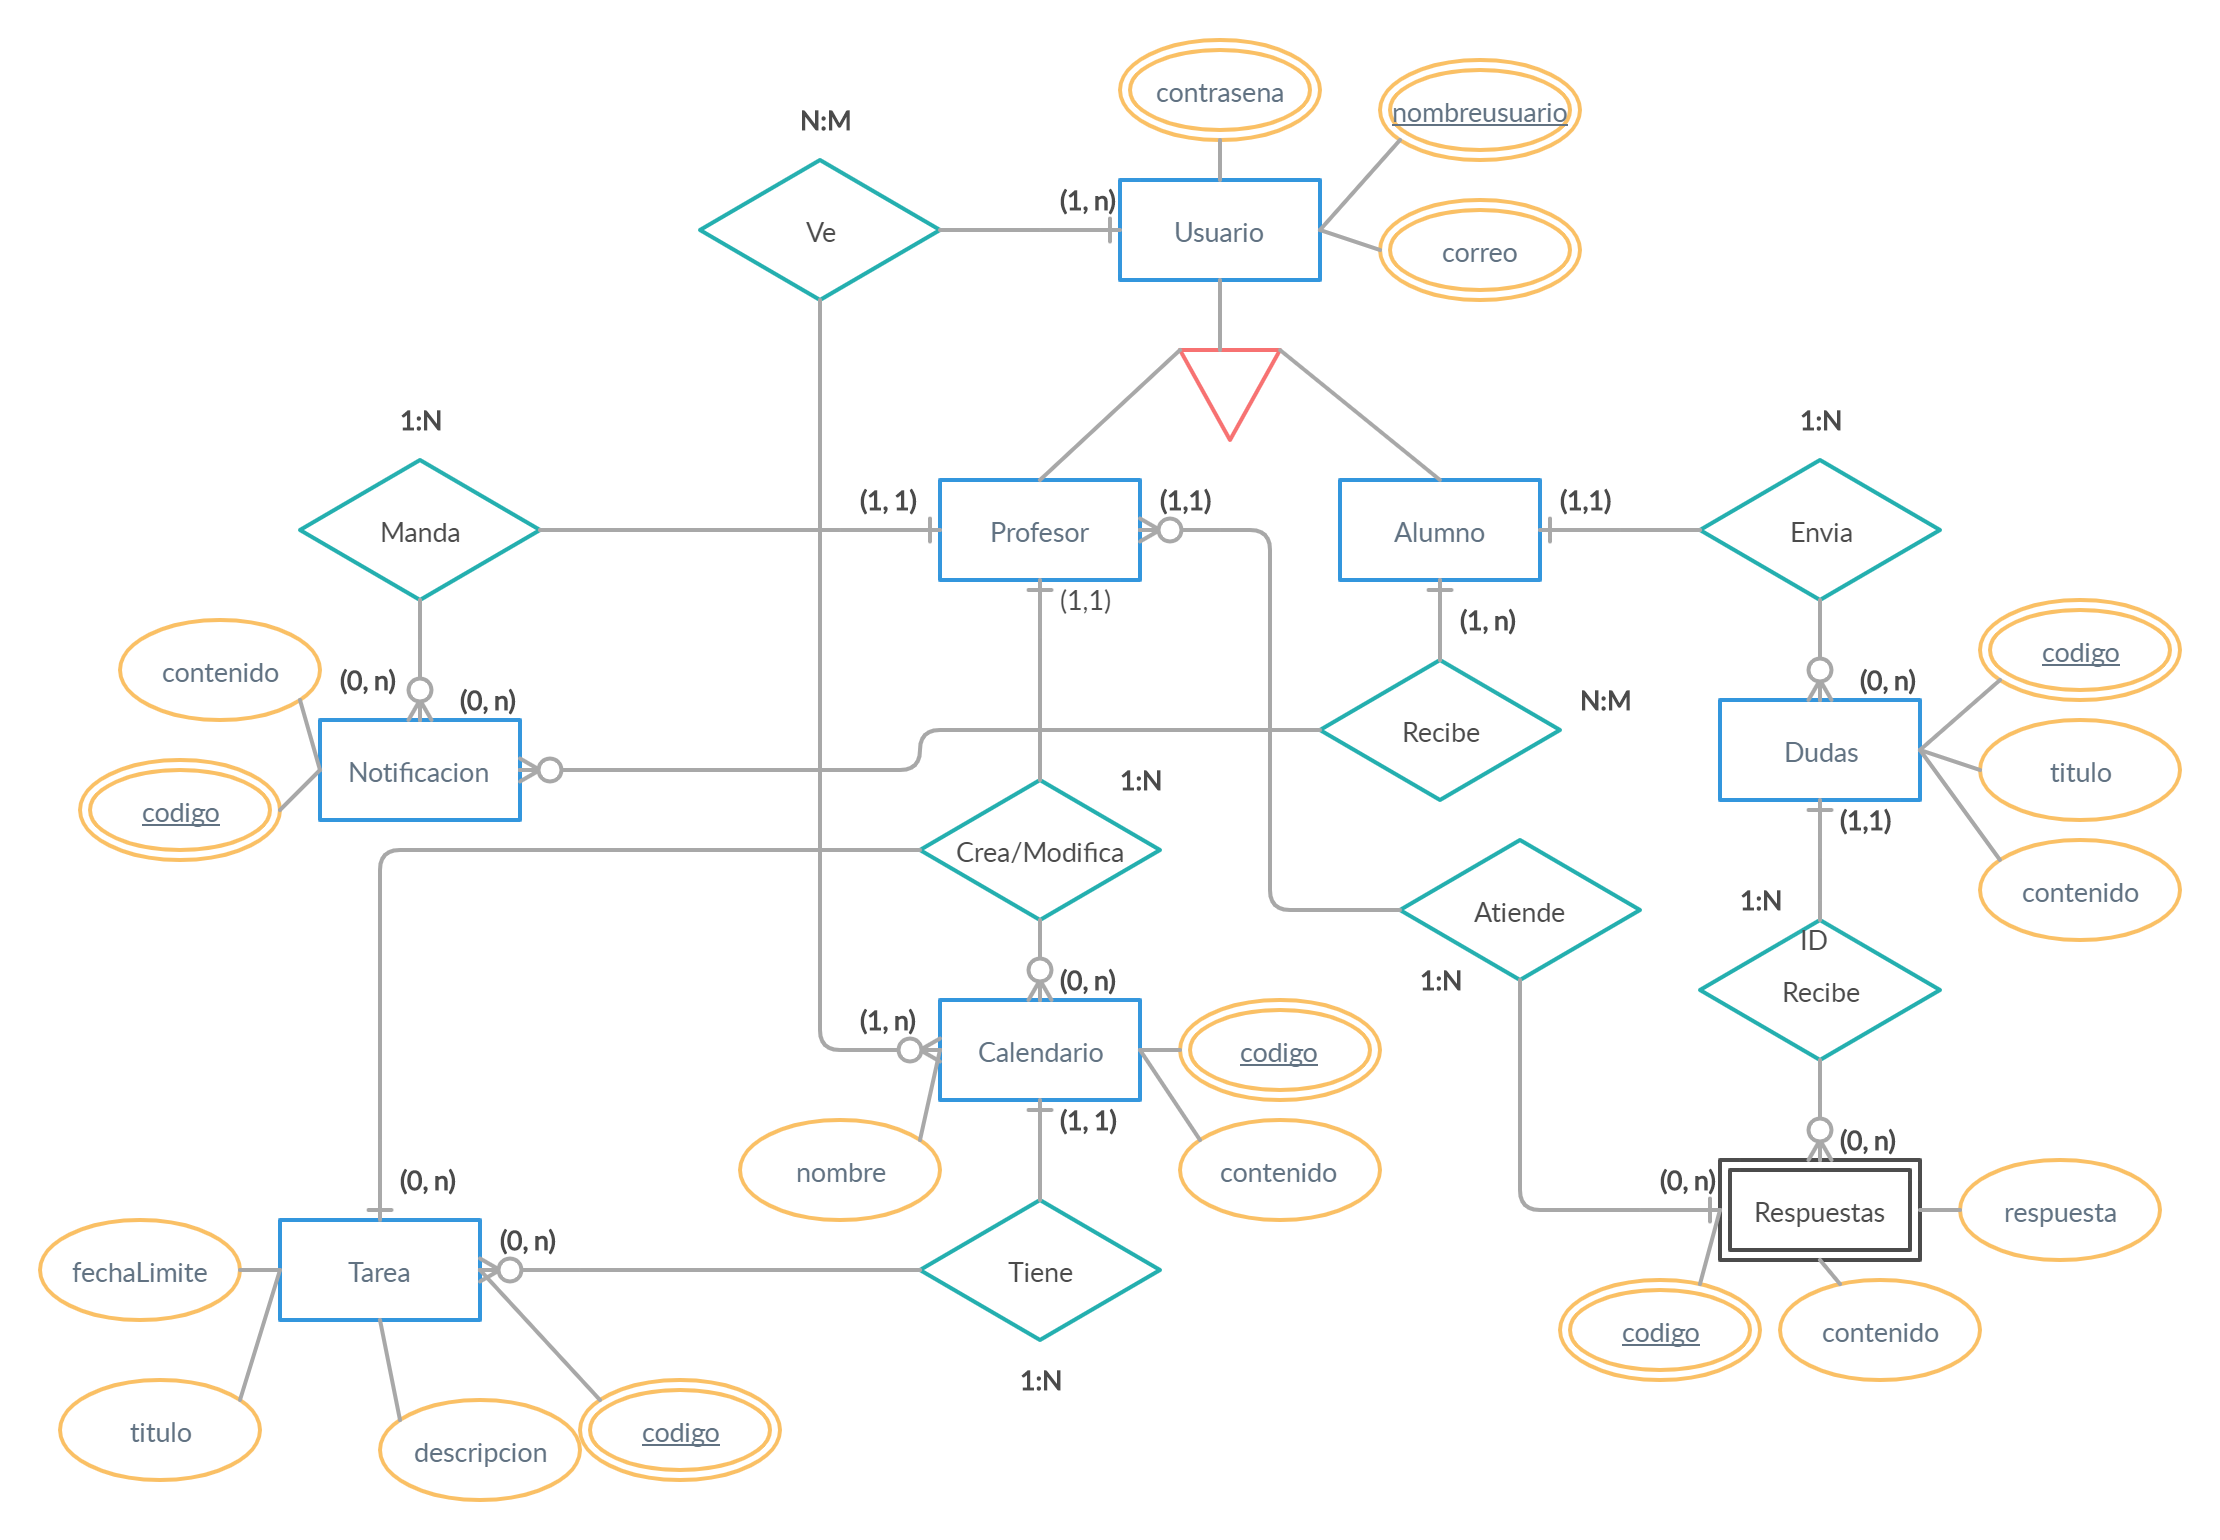 contrasena
nombreusuario
N:M
(1, n)
Ve
Usuario
correo
1:N
1:N
(1, 1)
(1,1)
(1,1)
Manda
Profesor
Alumno
Envia
(1,1)
(1, n)
contenido
(0, n)
(0, n)
codigo
(0, n)
N:M
Recibe
Notificacion
Dudas
titulo
1:N
codigo
(1,1)
Crea/Modifica
1:N
contenido
Atiende
ID
(0, n)
1:N
Recibe
(1, n)
Calendario
codigo
(1, 1)
(0, n)
nombre
contenido
(0, n)
(0, n)
Respuestas
respuesta
(0, n)
fechaLimite
Tarea
Tiene
codigo
contenido
1:N
titulo
descripcion
codigo